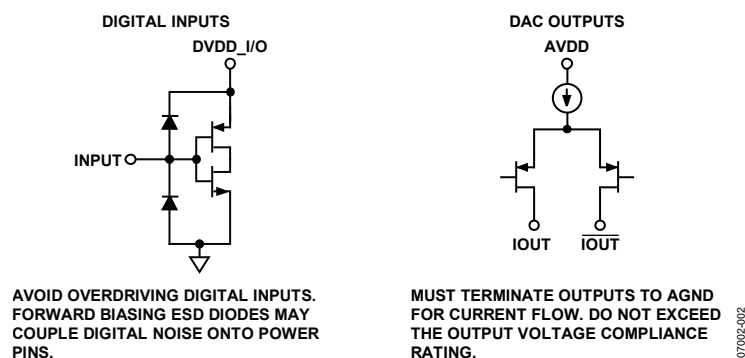 DIGITAL INPUTS
DVDD_I/O
INPUT
AVOID OVERDRIVING DIGITAL INPUTS.
FORWARD BIASING ESD DIODES MAY
COUPLE DIGITAL NOISE ONTO POWER
PINS.
DAC OUTPUTS
AVDD
IOUT
IOUT
MUST TERMINATE OUTPUTS TO AGND
FOR CURRENT FLOW. DO NOT EXCEED
THE OUTPUT VOLTAGE COMPLIANCE
RATING.
07002-002